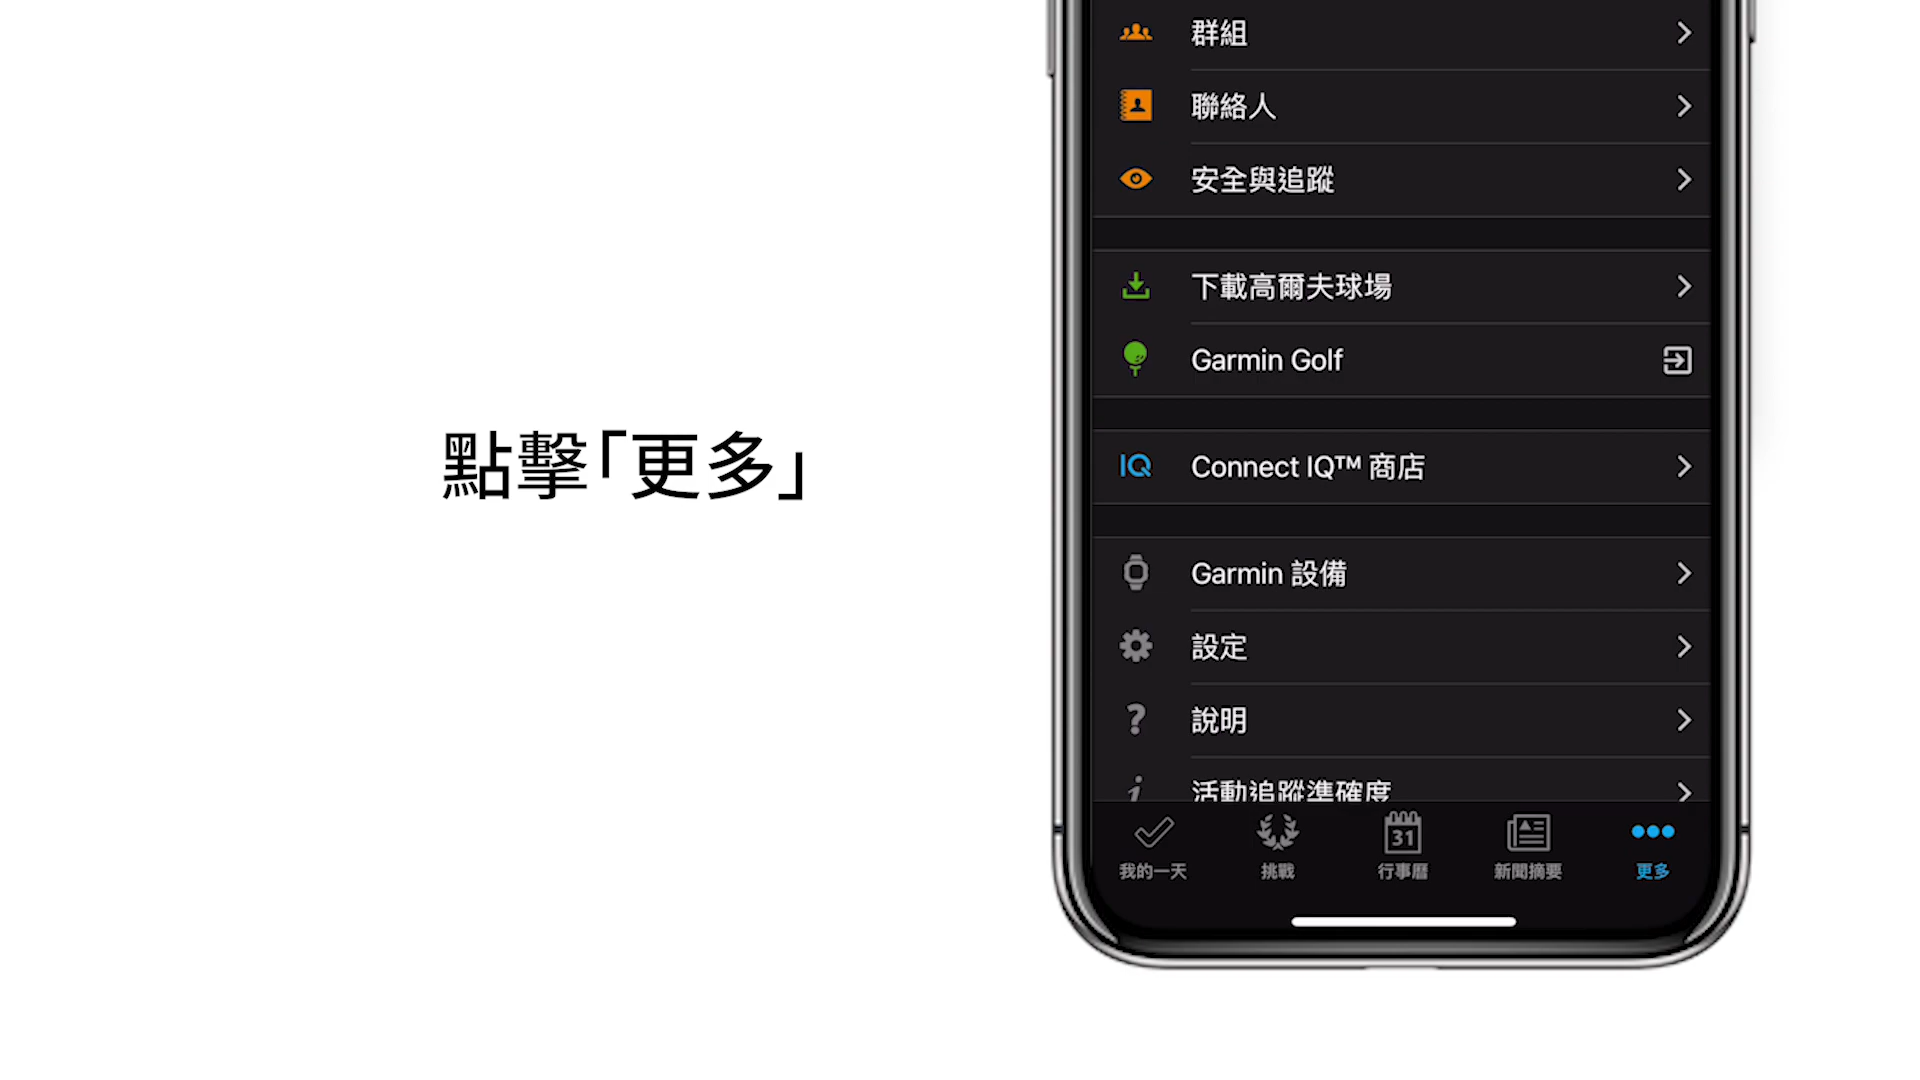 點擊「更多」
群組
聯絡人
安全與追蹤
下載高爾夫球場
Garmin Golf
IQ
Connect IQ™ 商店
Garmin 設備
設定
說明
活動追蹤準確度
31
我的一天
挑戰
行事曆
新聞摘要
更多